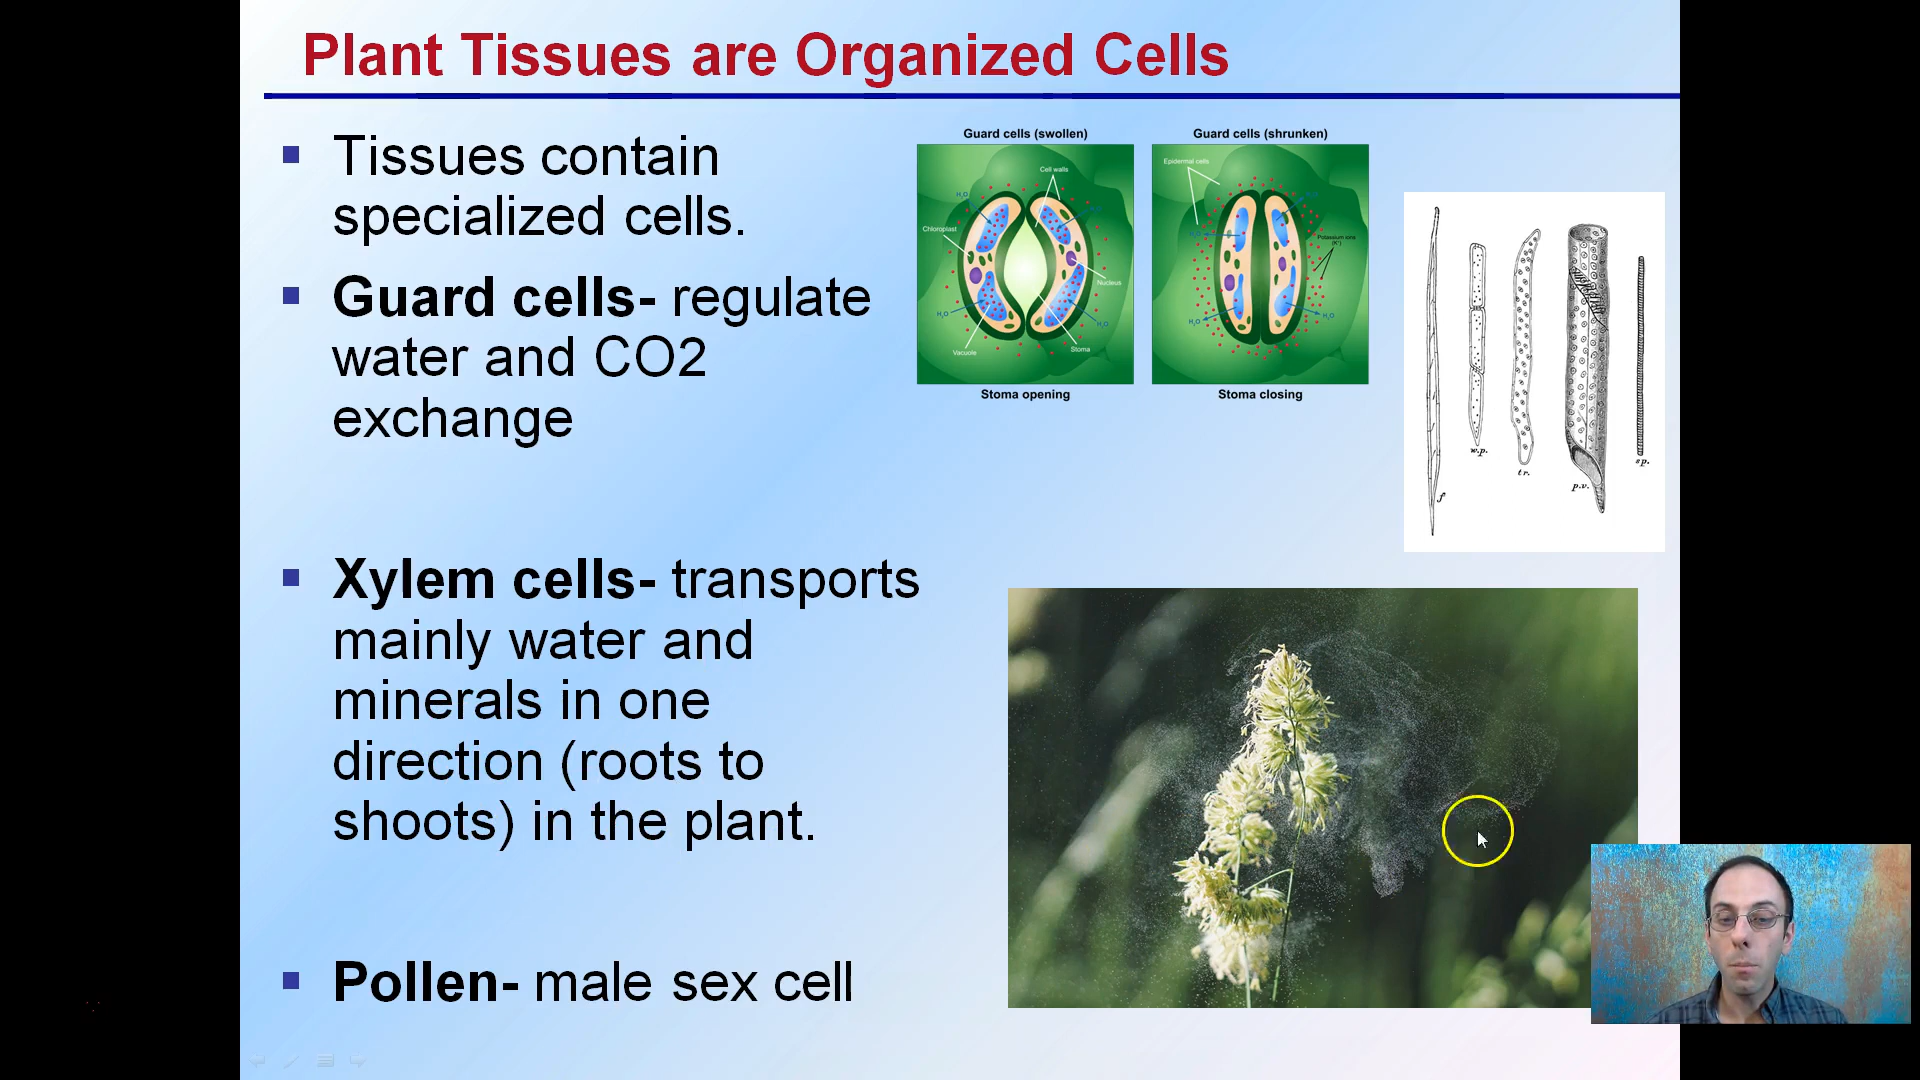 Plant Tissues are Organized Cells
Tissues contain
specialized cells.
Guard cells- regulate
water and CO2
exchange
Xylem cells- transports
mainly water and
minerals in one
direction (roots to
shoots) in the plant.
Pollen- male sex cell
Guard cells (swollen)
Cell walls
H₂O
Chloroplast
Nucleus
H₂O
H₂O
Vacuole
Stoma
Stoma opening
Guard cells (shrunken)
Epidermal cells
H₂O
Potassium ions
(K⁺)
H₂O
H₂O
Stoma closing
f
w.p.
tr.
p.v.
sp.